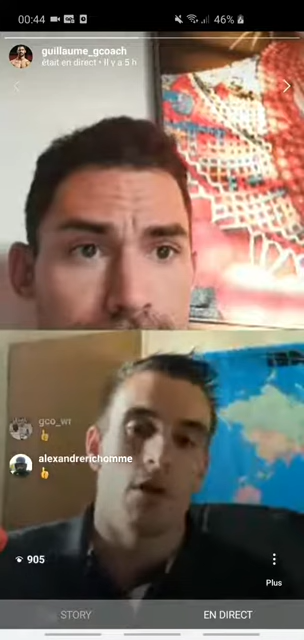 00:44
46%
guillaume_gcoach
était en direct • Il y a 5 h
gco_wr
alexandrerichomme
905
Plus
STORY
EN DIRECT